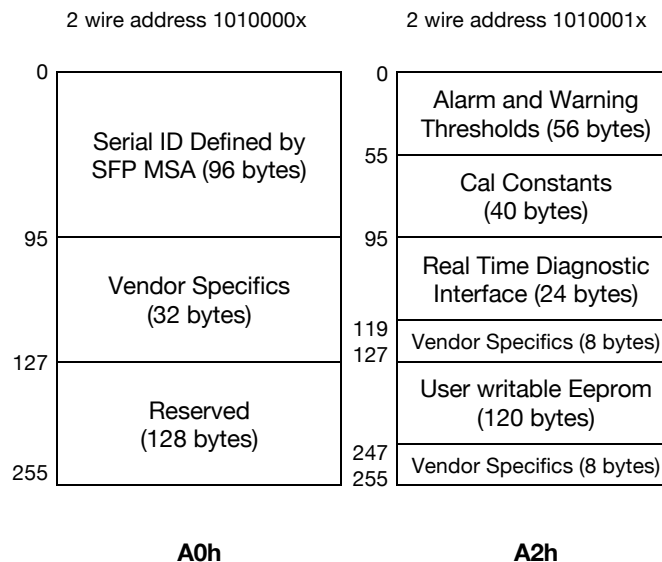 2 wire address 1010000x
0
Serial ID Defined by
SFP MSA (96 bytes)
95
Vendor Specifics
(32 bytes)
127
Reserved
(128 bytes)
255
A0h
2 wire address 1010001x
0
Alarm and Warning
Thresholds (56 bytes)
55
Cal Constants
(40 bytes)
95
Real Time Diagnostic
Interface (24 bytes)
119
Vendor Specifics (8 bytes)
127
User writable Eeprom
(120 bytes)
247
Vendor Specifics (8 bytes)
255
A2h